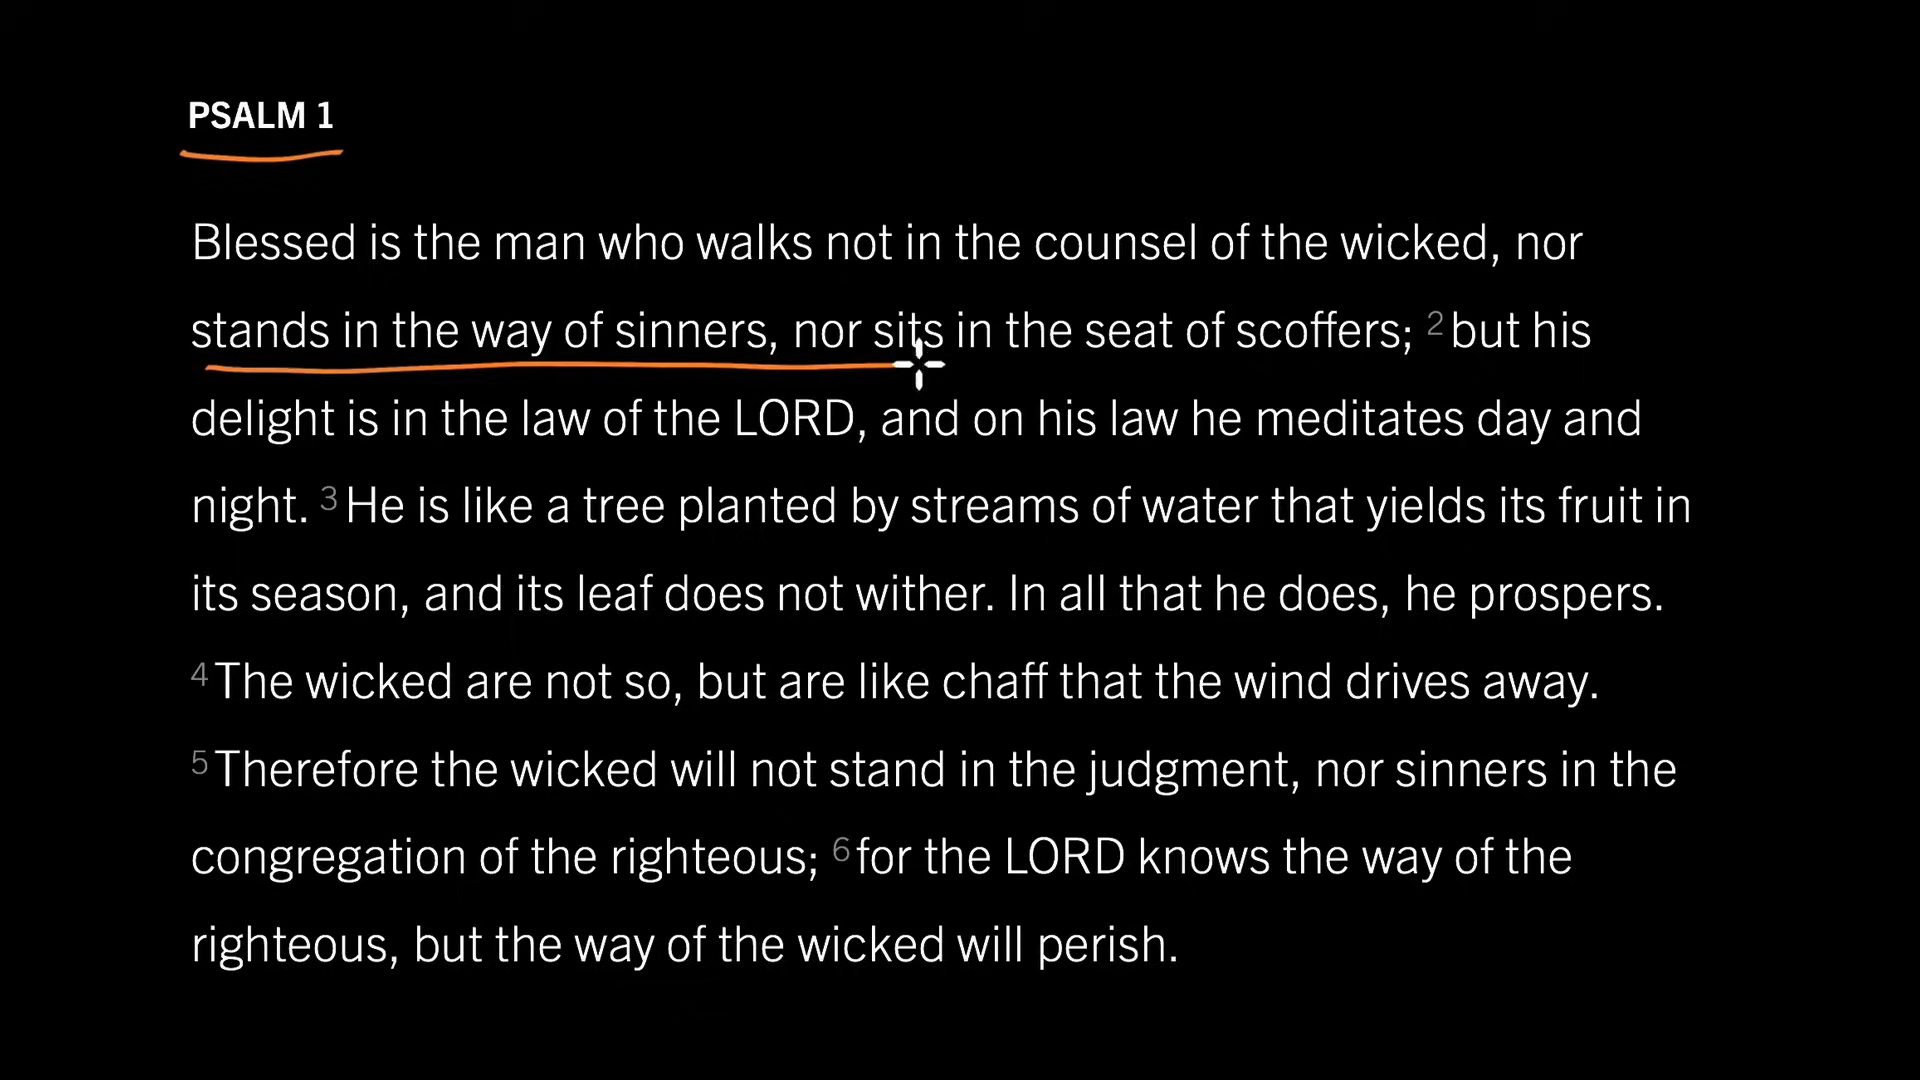 PSALM 1
Blessed is the man who walks not in the counsel of the wicked, nor
stands in the way of sinners, nor sits in the seat of scoffers; 2 but his
delight is in the law of the LORD, and on his law he meditates day and
night. 3 He is like a tree planted by streams of water that yields its fruit in
its season, and its leaf does not wither. In all that he does, he prospers.
4 The wicked are not so, but are like chaff that the wind drives away.
5 Therefore the wicked will not stand in the judgment, nor sinners in the
congregation of the righteous; 6 for the LORD knows the way of the
righteous, but the way of the wicked will perish.